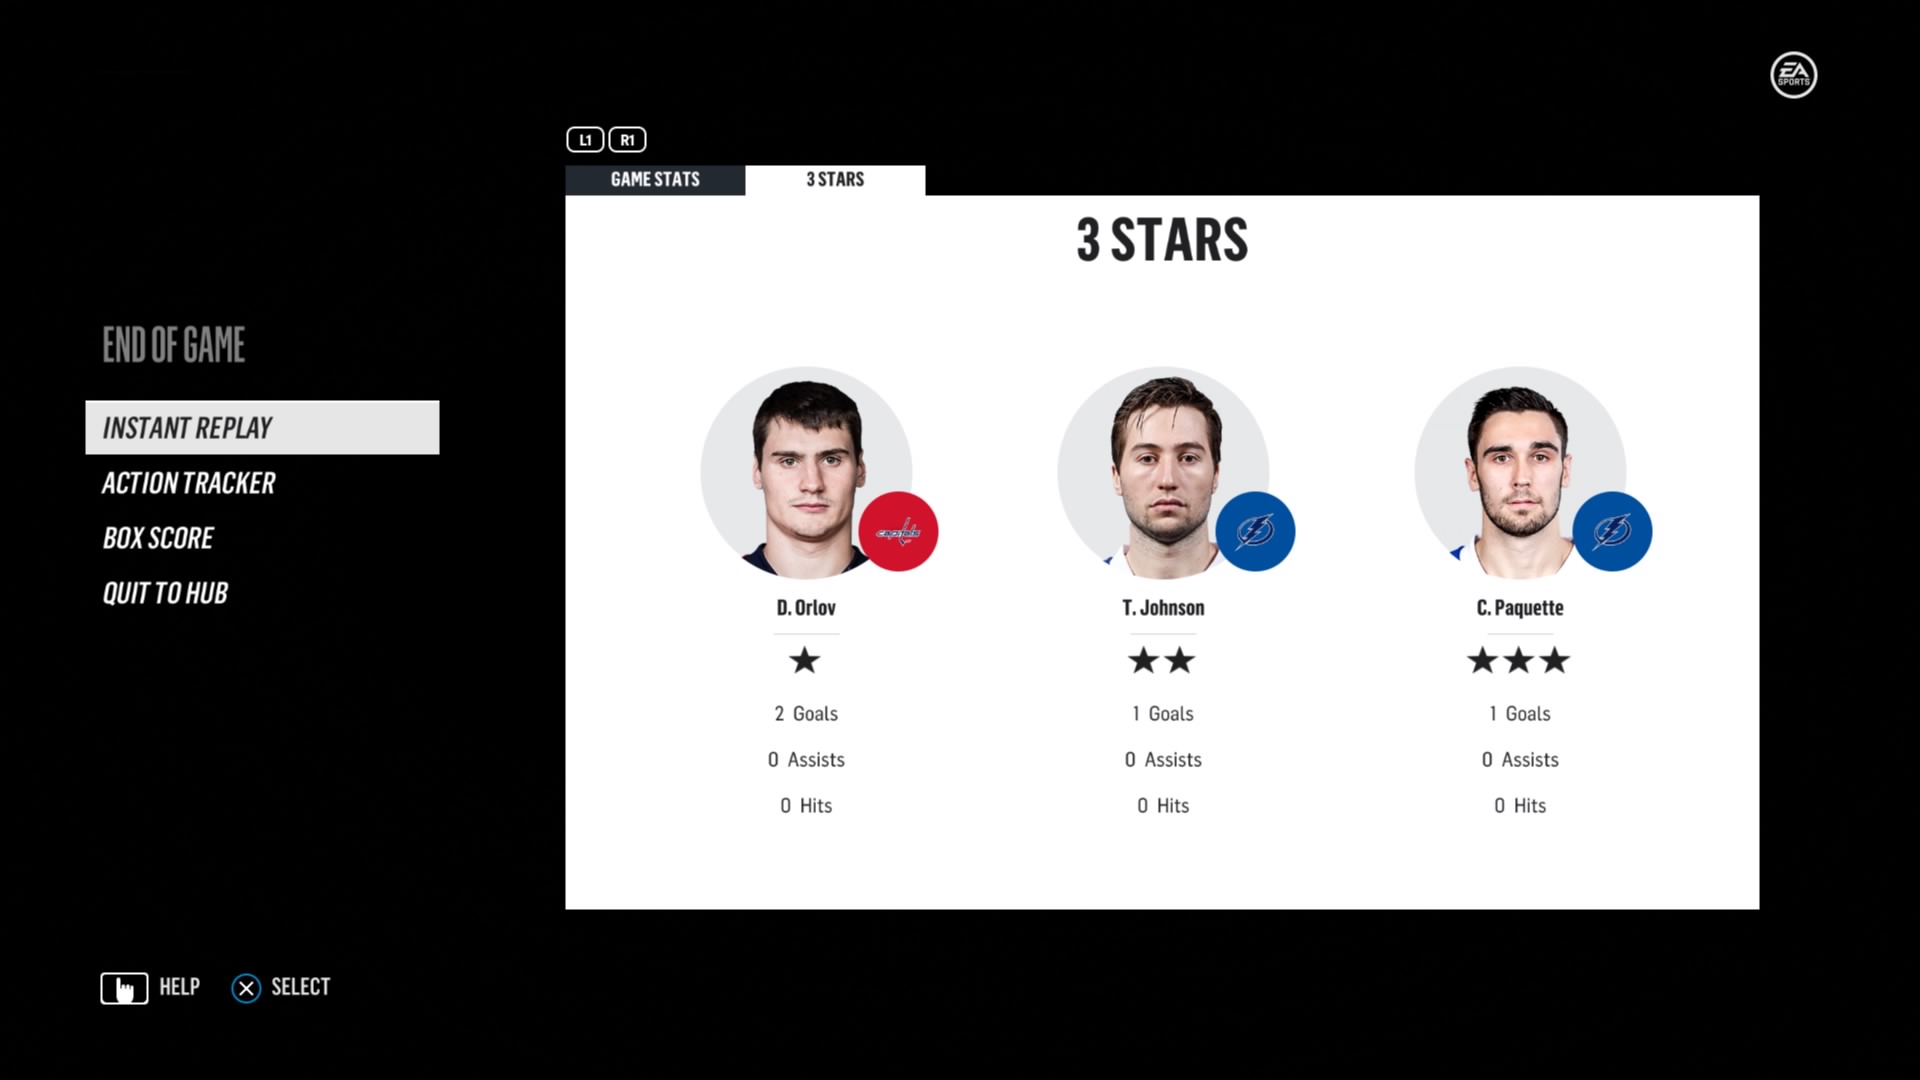 EA
SPORTS
L1 R1
GAME STATS 3 STARS
3 STARS
END OF GAME
INSTANT REPLAY
ACTION TRACKER
BOX SCORE
QUIT TO HUB
capitals
D. Orlov T. Johnson C. Paquette
2 Goals 1 Goals 1 Goals
0 Assists 0 Assists 0 Assists
0 Hits 0 Hits 0 Hits
HELP SELECT